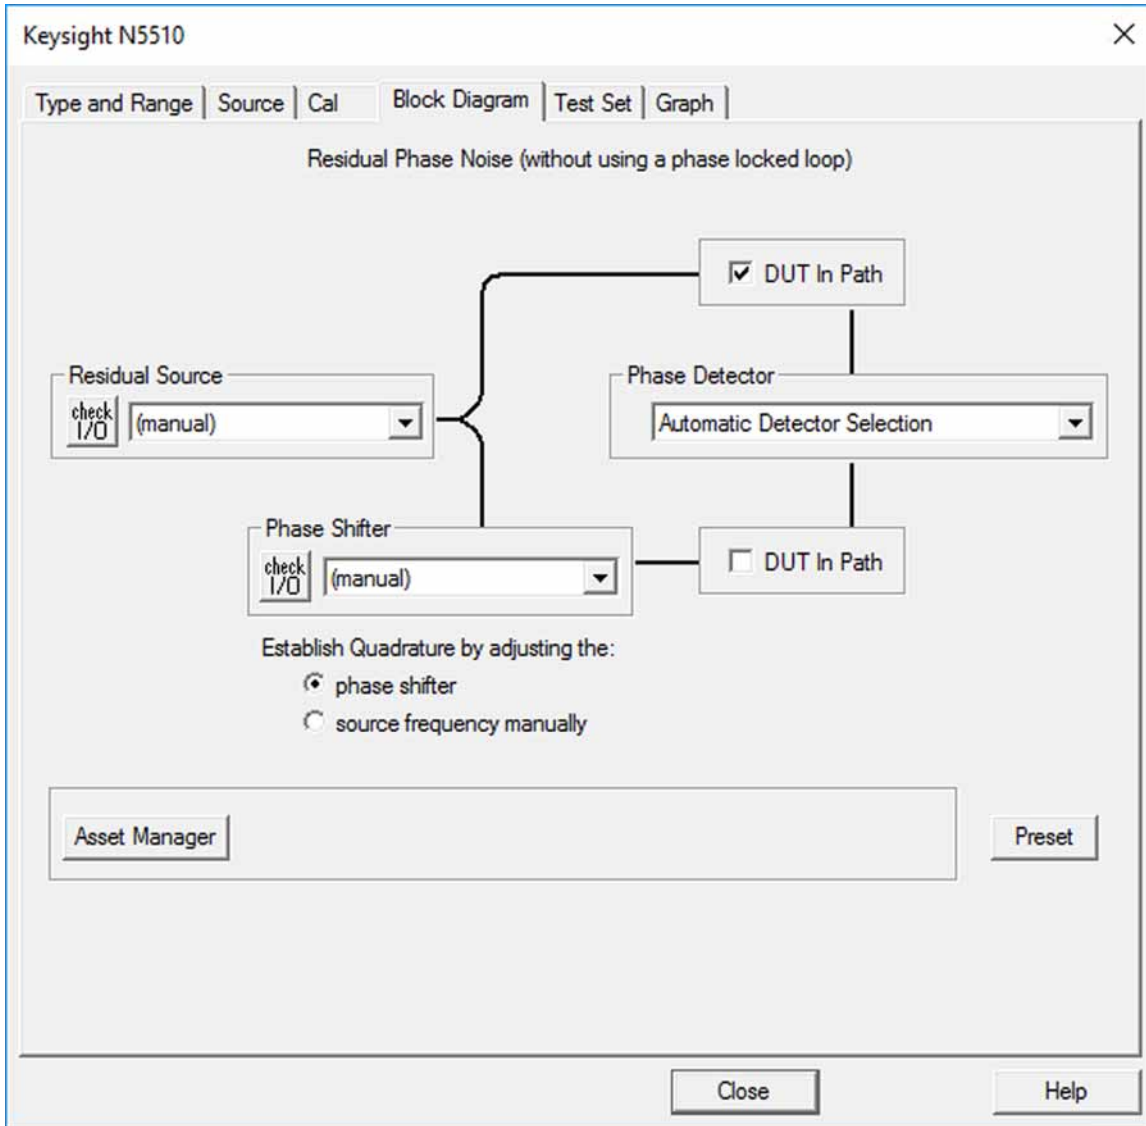 Keysight N5510
Type and Range
Source
Cal
Block Diagram
Test Set
Graph
Residual Phase Noise (without using a phase locked loop)
DUT In Path
Residual Source
check I/O
(manual)
Phase Detector
Automatic Detector Selection
Phase Shifter
check I/O
(manual)
DUT In Path
Establish Quadrature by adjusting the:
phase shifter
source frequency manually
Asset Manager
Preset
Close
Help